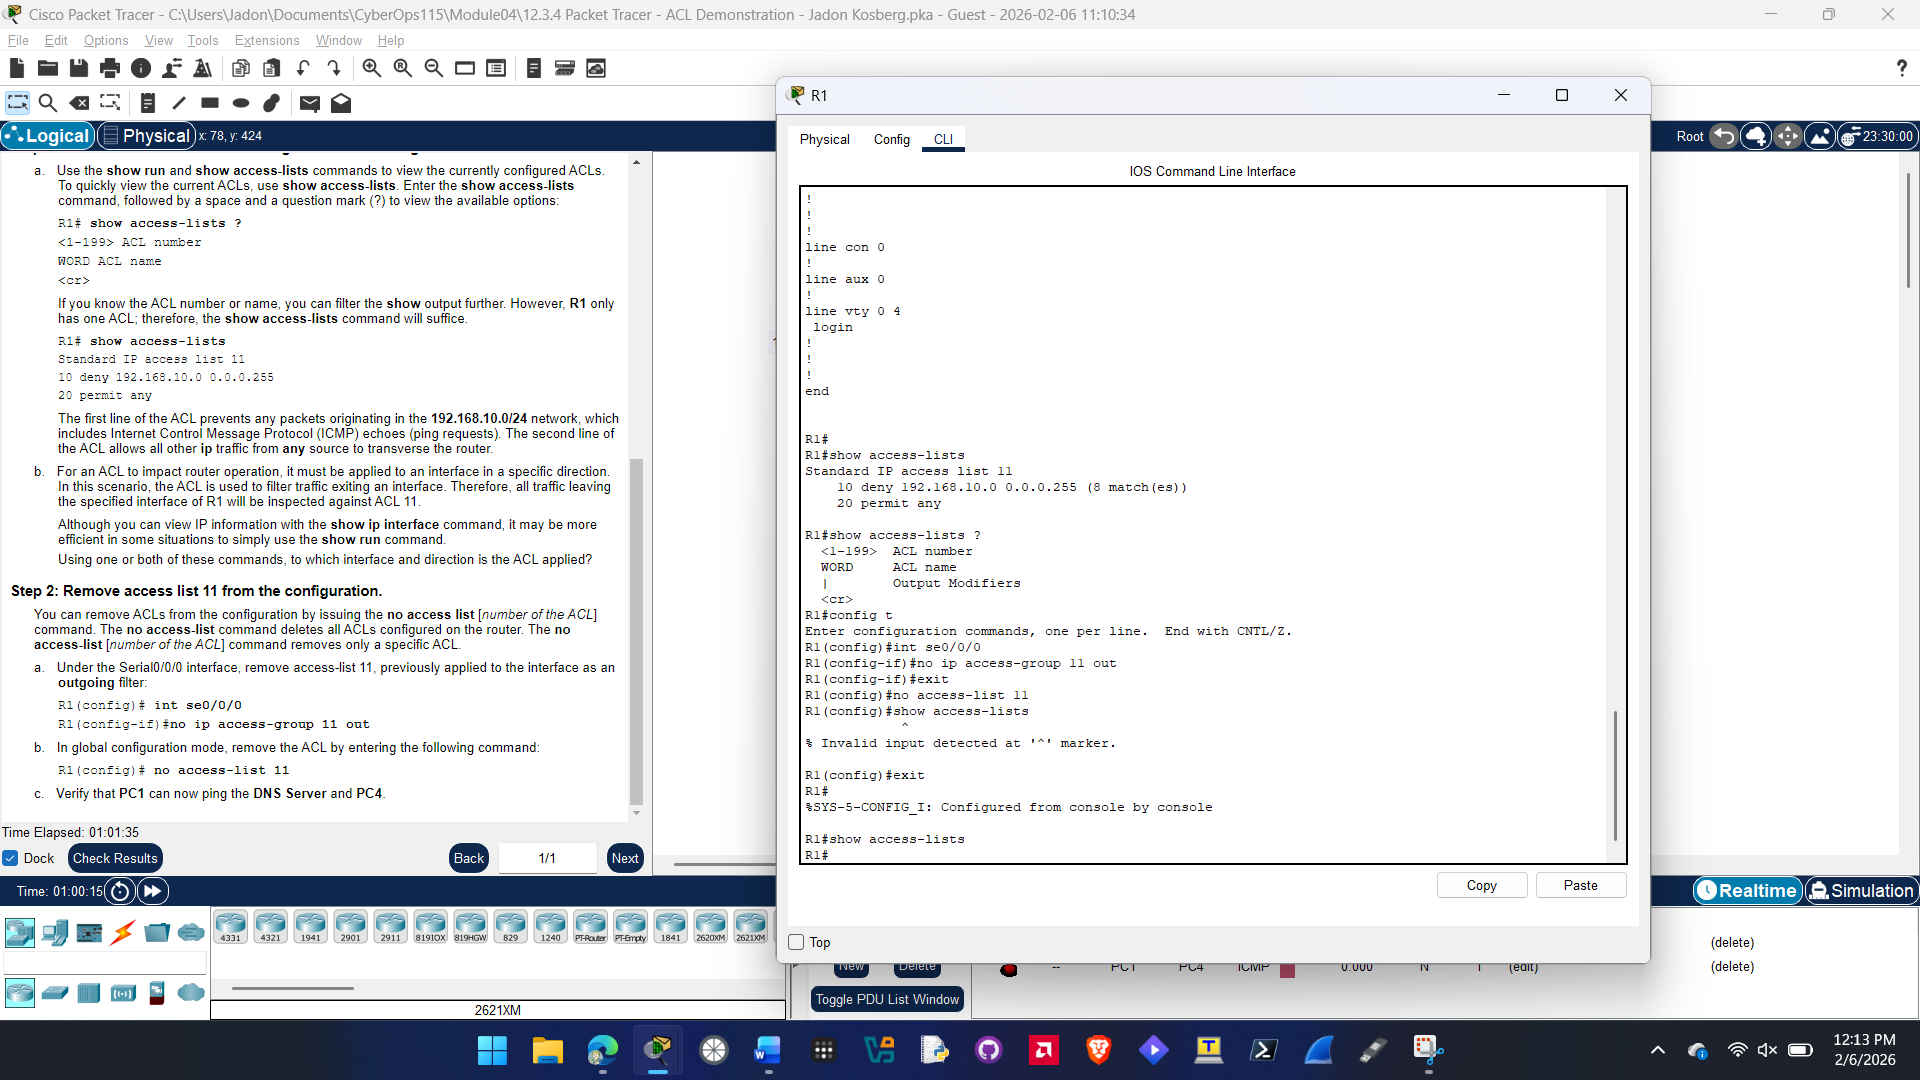 Cisco Packet Tracer - C:\Users\Jadon\Documents\CyberOps115\Module04\12.3.4 Packet Tracer - ACL Demonstration - Jadon Kosberg.pka - Guest - 2026-02-06 11:10:34
File Edit Options View Tools Extensions Window Help
?
Logical Physical x: 78, y: 424
Root 23:30:00
a. Use the show run and show access-lists commands to view the currently configured ACLs.
To quickly view the current ACLs, use show access-lists. Enter the show access-lists
command, followed by a space and a question mark (?) to view the available options:
R1# show access-lists ?
<1-199> ACL number
WORD ACL name
<cr>
If you know the ACL number or name, you can filter the show output further. However, R1 only
has one ACL; therefore, the show access-lists command will suffice.
R1# show access-lists
Standard IP access list 11
10 deny 192.168.10.0 0.0.0.255
20 permit any
The first line of the ACL prevents any packets originating in the 192.168.10.0/24 network, which
includes Internet Control Message Protocol (ICMP) echoes (ping requests). The second line of
the ACL allows all other ip traffic from any source to transverse the router.
b. For an ACL to impact router operation, it must be applied to an interface in a specific direction.
In this scenario, the ACL is used to filter traffic exiting an interface. Therefore, all traffic leaving
the specified interface of R1 will be inspected against ACL 11.
Although you can view IP information with the show ip interface command, it may be more
efficient in some situations to simply use the show run command.
Using one or both of these commands, to which interface and direction is the ACL applied?
Step 2: Remove access list 11 from the configuration.
You can remove ACLs from the configuration by issuing the no access list [number of the ACL]
command. The no access-list command deletes all ACLs configured on the router. The no
access-list [number of the ACL] command removes only a specific ACL.
a. Under the Serial0/0/0 interface, remove access-list 11, previously applied to the interface as an
outgoing filter:
R1(config)# int se0/0/0
R1(config-if)#no ip access-group 11 out
b. In global configuration mode, remove the ACL by entering the following command:
R1(config)# no access-list 11
c. Verify that PC1 can now ping the DNS Server and PC4.
Time Elapsed: 01:01:35
Dock Check Results Back 1/1 Next
Time: 01:00:15
Realtime Simulation
4331 4321 1941 2901 2911 819IOX 819HGW 829 1240 PT-Router PT-Empty 1841 2620XM 2621XM
2621XM
R1
Physical Config CLI
IOS Command Line Interface
!
!
!
line con 0
!
line aux 0
!
line vty 0 4
login
!
!
!
end
R1#
R1#show access-lists
Standard IP access list 11
10 deny 192.168.10.0 0.0.0.255 (8 match(es))
20 permit any
R1#show access-lists ?
<1-199> ACL number
WORD ACL name
| Output Modifiers
<cr>
R1#config t
Enter configuration commands, one per line. End with CNTL/Z.
R1(config)#int se0/0/0
R1(config-if)#no ip access-group 11 out
R1(config-if)#exit
R1(config)#no access-list 11
R1(config)#show access-lists
^
% Invalid input detected at '^' marker.
R1(config)#exit
R1#
%SYS-5-CONFIG_I: Configured from console by console
R1#show access-lists
R1#
Copy Paste
Top
(delete)
New Delete
-- PC1 PC4 ICMP 0.000 N 1 (edit) (delete)
Toggle PDU List Window
12:13 PM
2/6/2026